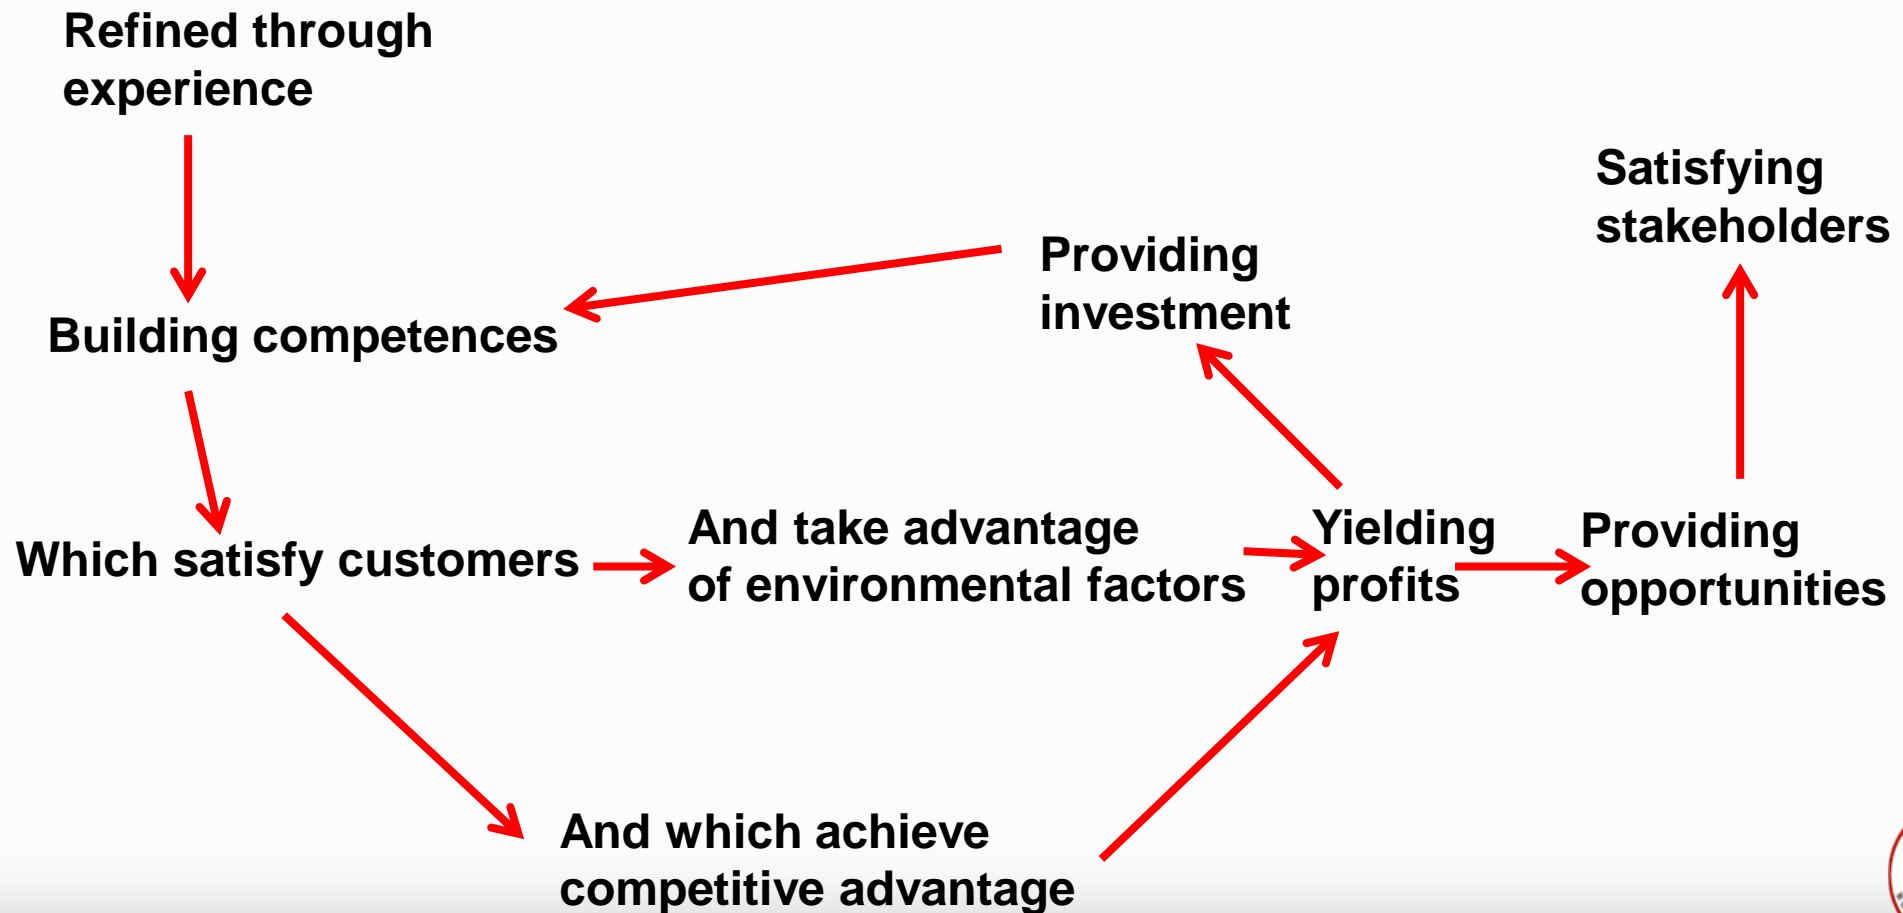 Refined through
experience
Satisfying
stakeholders
Providing
investment
Building competences
Which satisfy customers
And take advantage
of environmental factors
Yielding
profits
Providing
opportunities
And which achieve
competitive advantage